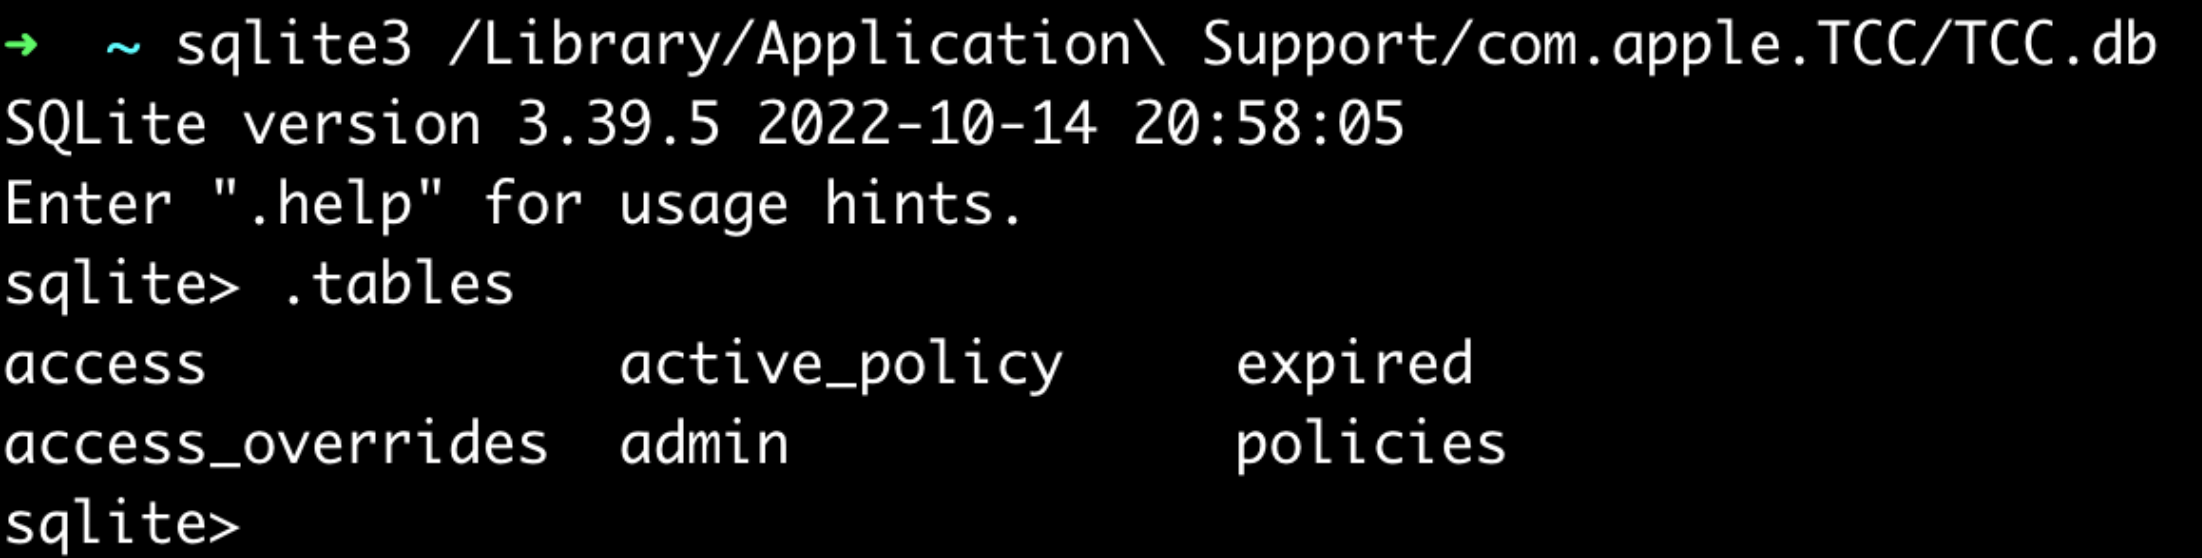 ➜  ~ sqlite3 /Library/Application\ Support/com.apple.TCC/TCC.db
SQLite version 3.39.5 2022-10-14 20:58:05
Enter ".help" for usage hints.
sqlite> .tables
access            active_policy     expired
access_overrides  admin             policies
sqlite>